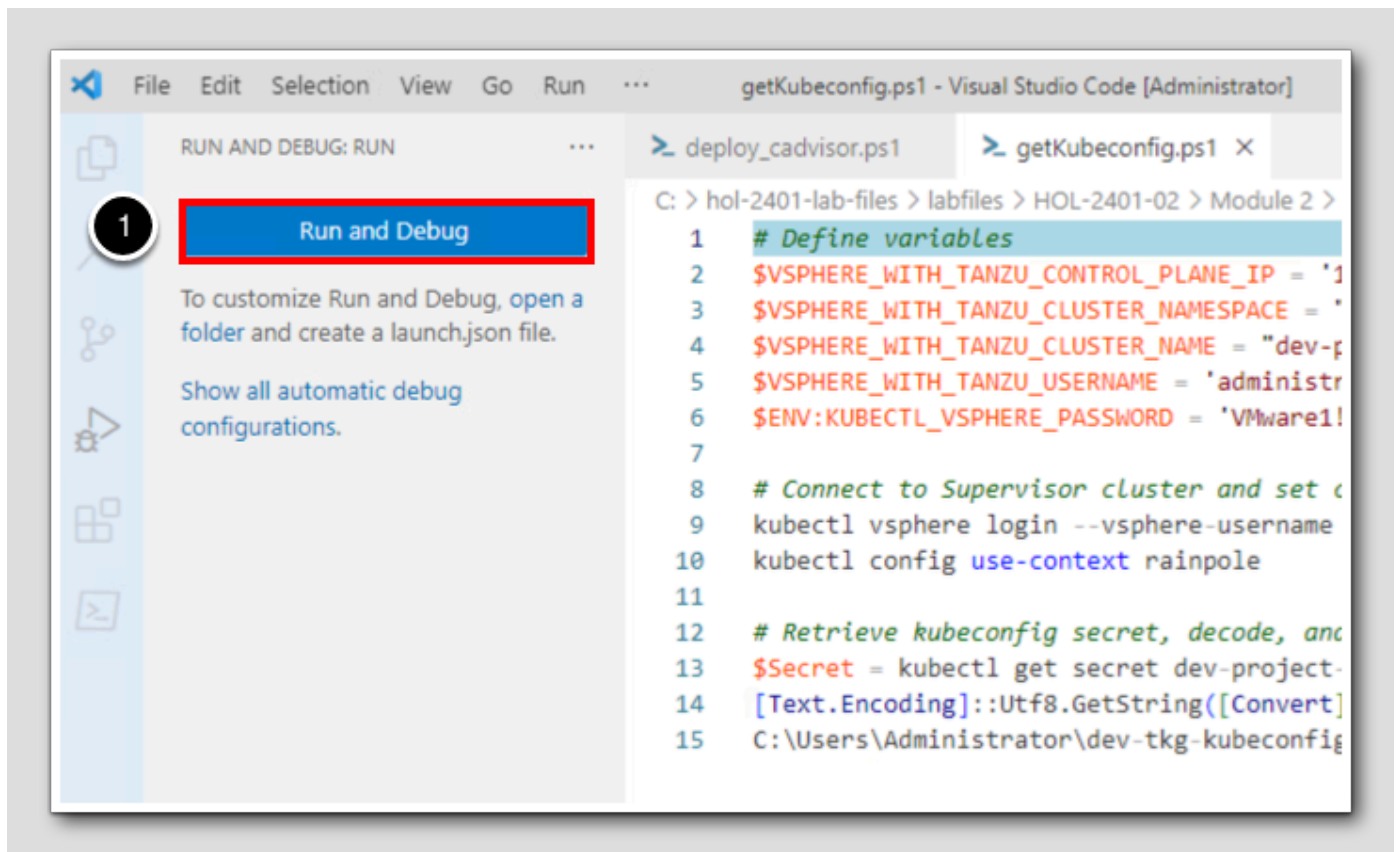 File Edit Selection View Go Run ··· getKubeconfig.ps1 - Visual Studio Code [Administrator]
RUN AND DEBUG: RUN ···
1
Run and Debug
To customize Run and Debug, open a
folder and create a launch.json file.
Show all automatic debug
configurations.
deploy_cadvisor.ps1 getKubeconfig.ps1
C: > hol-2401-lab-files > labfiles > HOL-2401-02 > Module 2 >
1 # Define variables
2 $VSPHERE_WITH_TANZU_CONTROL_PLANE_IP = '1
3 $VSPHERE_WITH_TANZU_CLUSTER_NAMESPACE = '
4 $VSPHERE_WITH_TANZU_CLUSTER_NAME = "dev-p
5 $VSPHERE_WITH_TANZU_USERNAME = 'administr
6 $ENV:KUBECTL_VSPHERE_PASSWORD = 'VMware1!
7
8 # Connect to Supervisor cluster and set c
9 kubectl vsphere login --vsphere-username
10 kubectl config use-context rainpole
11
12 # Retrieve kubeconfig secret, decode, and
13 $Secret = kubectl get secret dev-project-
14 [Text.Encoding]::Utf8.GetString([Convert]
15 C:\Users\Administrator\dev-tkg-kubeconfig